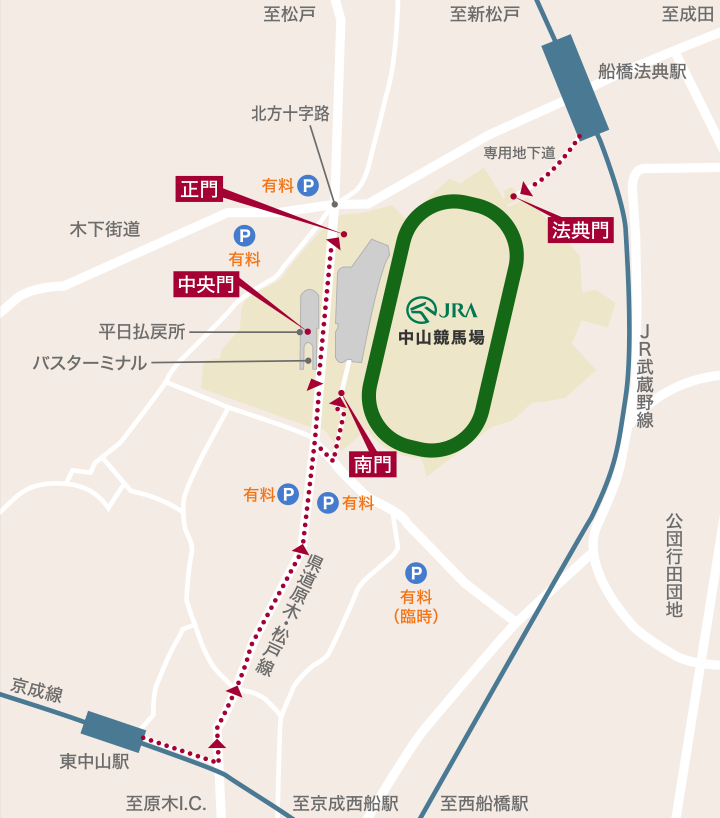 至松戸
至新松戸
至成田
船橋法典駅
北方十字路
専用地下道
有料 P
正門
法典門
木下街道
P
有料
中央門
JRA
中山競馬場
平日払戻所
バスターミナル
JR武蔵野線
南門
有料 P
P 有料
公団行田団地
県道原木・松戸線
P
有料
(臨時)
京成線
東中山駅
至原木I.C.
至京成西船駅
至西船橋駅